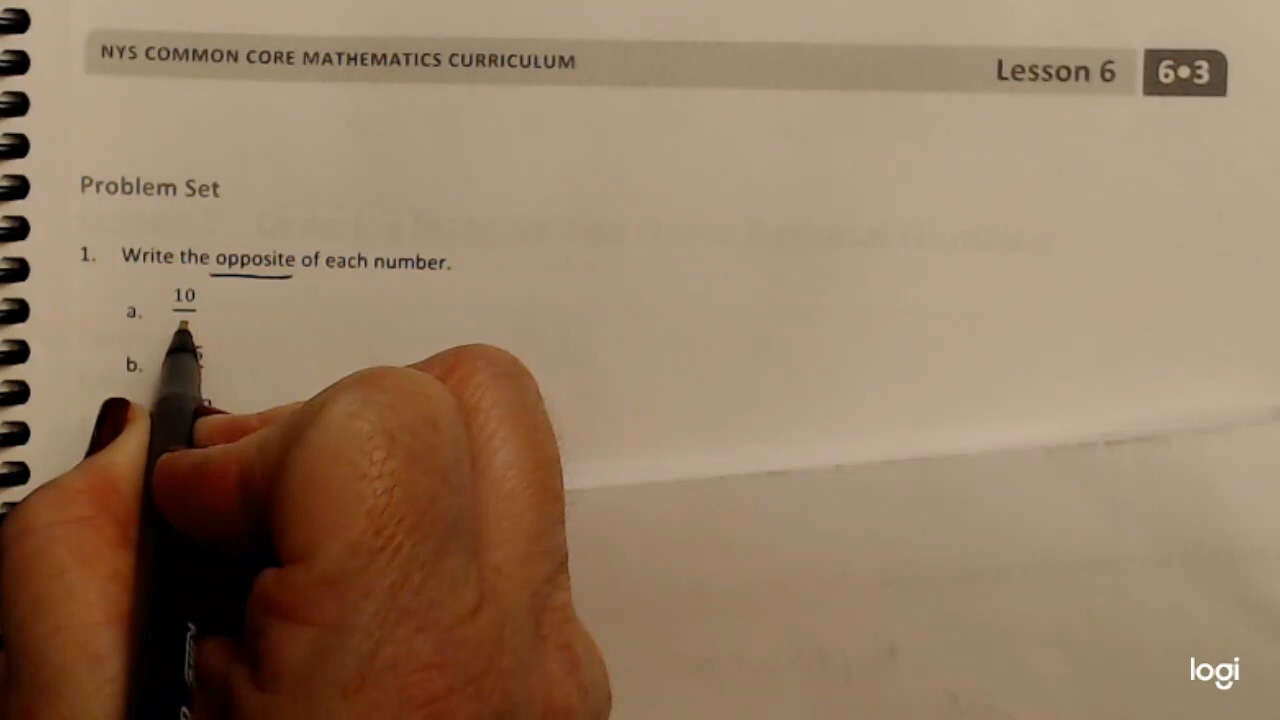 NYS COMMON CORE MATHEMATICS CURRICULUM
Lesson 6
6•3
Problem Set
1. Write the opposite of each number.
a. 10
b.
logi